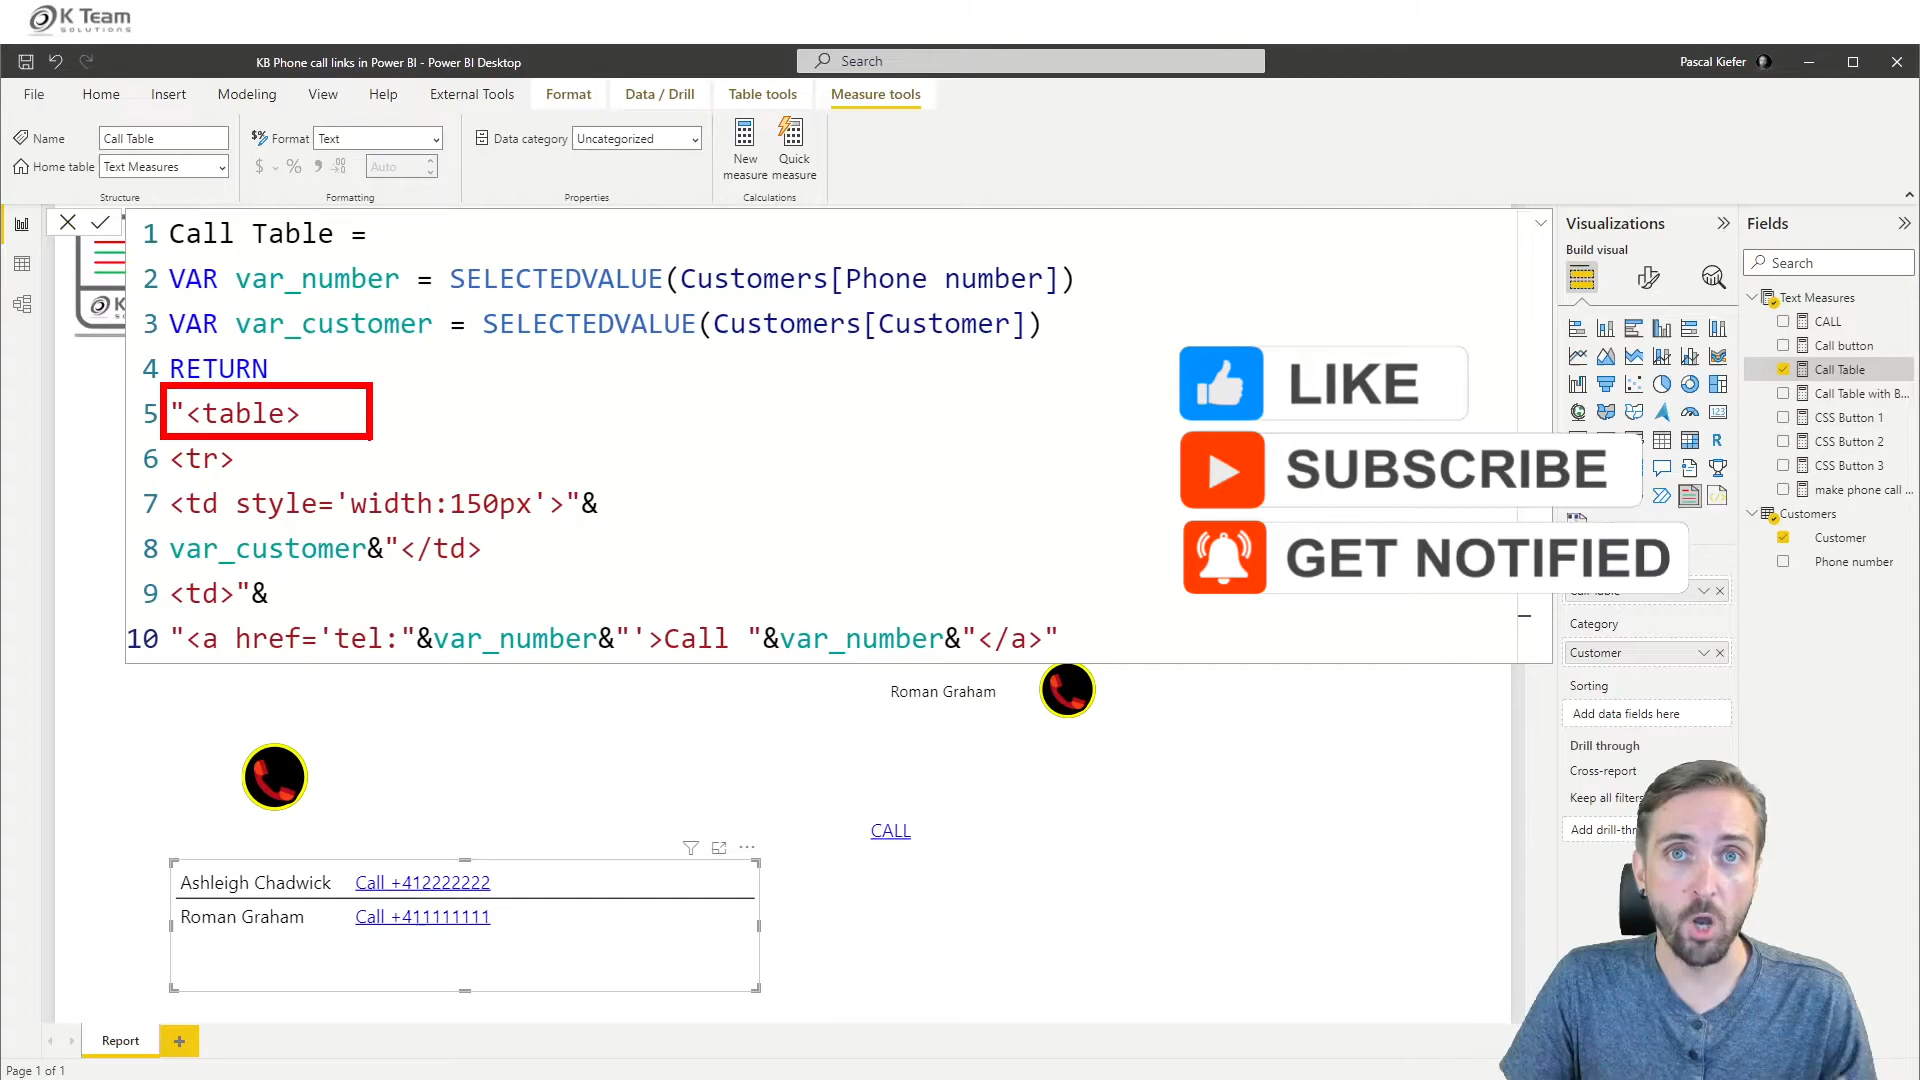 K Team
SOLUTIONS
KB Phone call links in Power BI - Power BI Desktop
Search
Pascal Kiefer
File
Home
Insert
Modeling
View
Help
External Tools
Format
Data / Drill
Table tools
Measure tools
Name
Call Table
Format
Text
Data category
Uncategorized
New
measure
Quick
measure
Home table
Text Measures
$
%
Auto
Structure
Formatting
Properties
Calculations
1 Call Table =
2 VAR var_number = SELECTEDVALUE(Customers[Phone number])
3 VAR var_customer = SELECTEDVALUE(Customers[Customer])
4 RETURN
5 "<table>
6 <tr>
7 <td style='width:150px'>"&
8 var_customer&"</td>
9 <td>"&
10 "<a href='tel:"&var_number&"'>Call "&var_number&"</a>"
LIKE
SUBSCRIBE
GET NOTIFIED
Roman Graham
CALL
Ashleigh Chadwick Call +412222222
Roman Graham Call +411111111
Visualizations
Build visual
123
R
Category
Customer
Sorting
Add data fields here
Drill through
Cross-report
Keep all filters
Add drill-thr
Fields
Search
Text Measures
CALL
Call button
Call Table
Call Table with B...
CSS Button 1
CSS Button 2
CSS Button 3
make phone call ...
Customers
Customer
Phone number
Report
Page 1 of 1